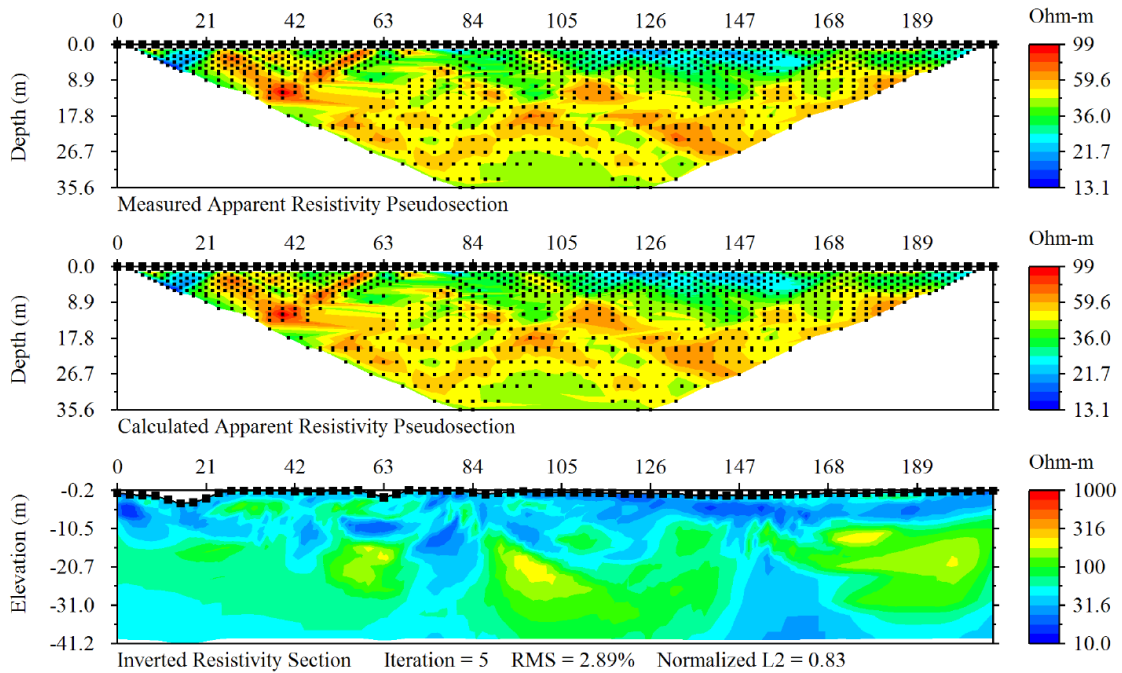 0 21 42 63 84 105 126 147 168 189 Ohm-m
0.0 99
8.9 59.6
17.8 36.0
26.7 21.7
35.6 13.1
Depth (m)
Measured Apparent Resistivity Pseudosection
0 21 42 63 84 105 126 147 168 189 Ohm-m
0.0 99
8.9 59.6
17.8 36.0
26.7 21.7
35.6 13.1
Depth (m)
Calculated Apparent Resistivity Pseudosection
0 21 42 63 84 105 126 147 168 189 Ohm-m
-0.2 1000
-10.5 316
-20.7 100
-31.0 31.6
-41.2 10.0
Elevation (m)
Inverted Resistivity Section Iteration = 5 RMS = 2.89% Normalized L2 = 0.83